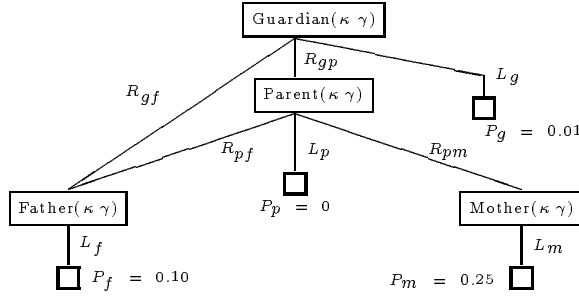 Guardian(κ γ)
R_gp
L_g
R_gf
Parent(κ γ)
P_g = 0.01
R_pf
L_p
R_pm
Father(κ γ)
P_p = 0
Mother(κ γ)
L_f
L_m
P_f = 0.10
P_m = 0.25